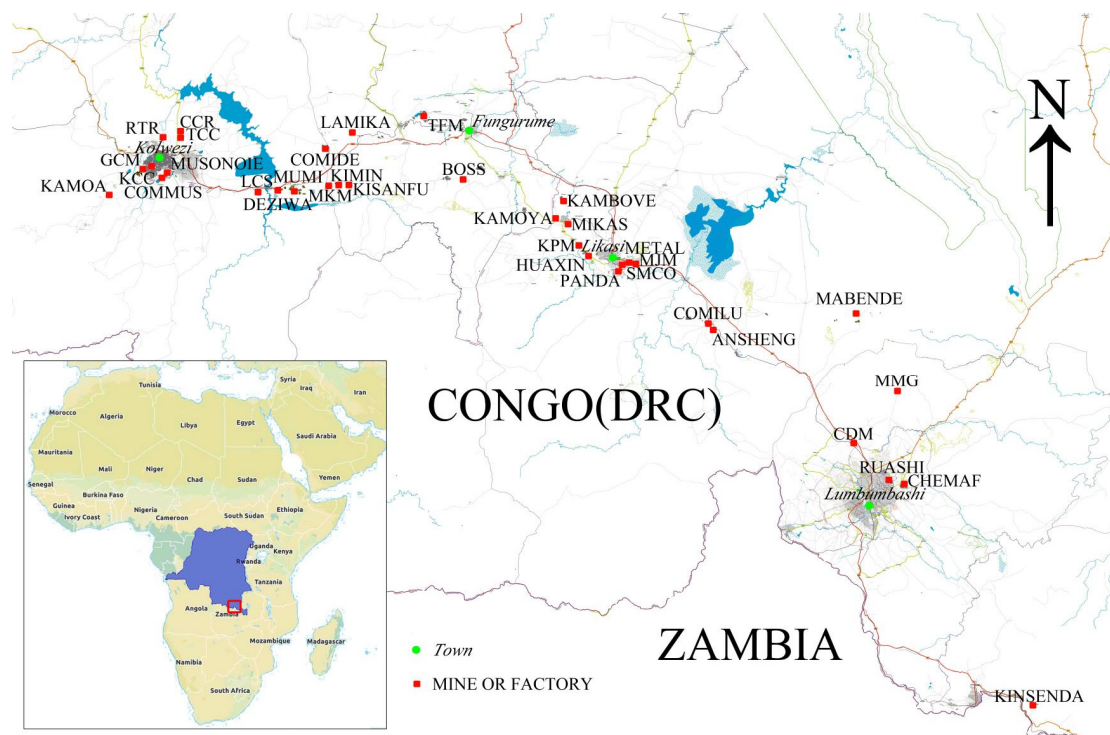 N
CCR
RTR
TCC
Kolwezi
GCM
MUSONOIE
KCC
KAMOA
COMMUS
LAMIKA
TFM
Fungurume
COMIDE
BOSS
LCS
MUMI
KIMIN
DEZIWA
MKM
KISANFU
KAMBOVE
KAMOYA
MIKAS
KPM
Likasi
METAL
HUAXIN
MJM
PANDA
SMCO
COMILU
ANSHENG
MABENDE
MMG
CDM
RUASHI
CHEMAF
Lumbumbashi
CONGO(DRC)
ZAMBIA
KINSENDA
Town
MINE OR FACTORY
Tunisia
Syria
Morocco
Iraq
Iran
Algeria
Libya
Egypt
Saudi Arabia
Mauritania
Mali
Niger
Chad
Sudan
Yemen
Senegal
Burkina Faso
Guinea
Nigeria
Ethiopia
Ivory Coast
Cameroon
South Sudan
Uganda
Kenya
Rwanda
Tanzania
Angola
Zambia
Mozambique
Madagascar
Namibia
South Africa